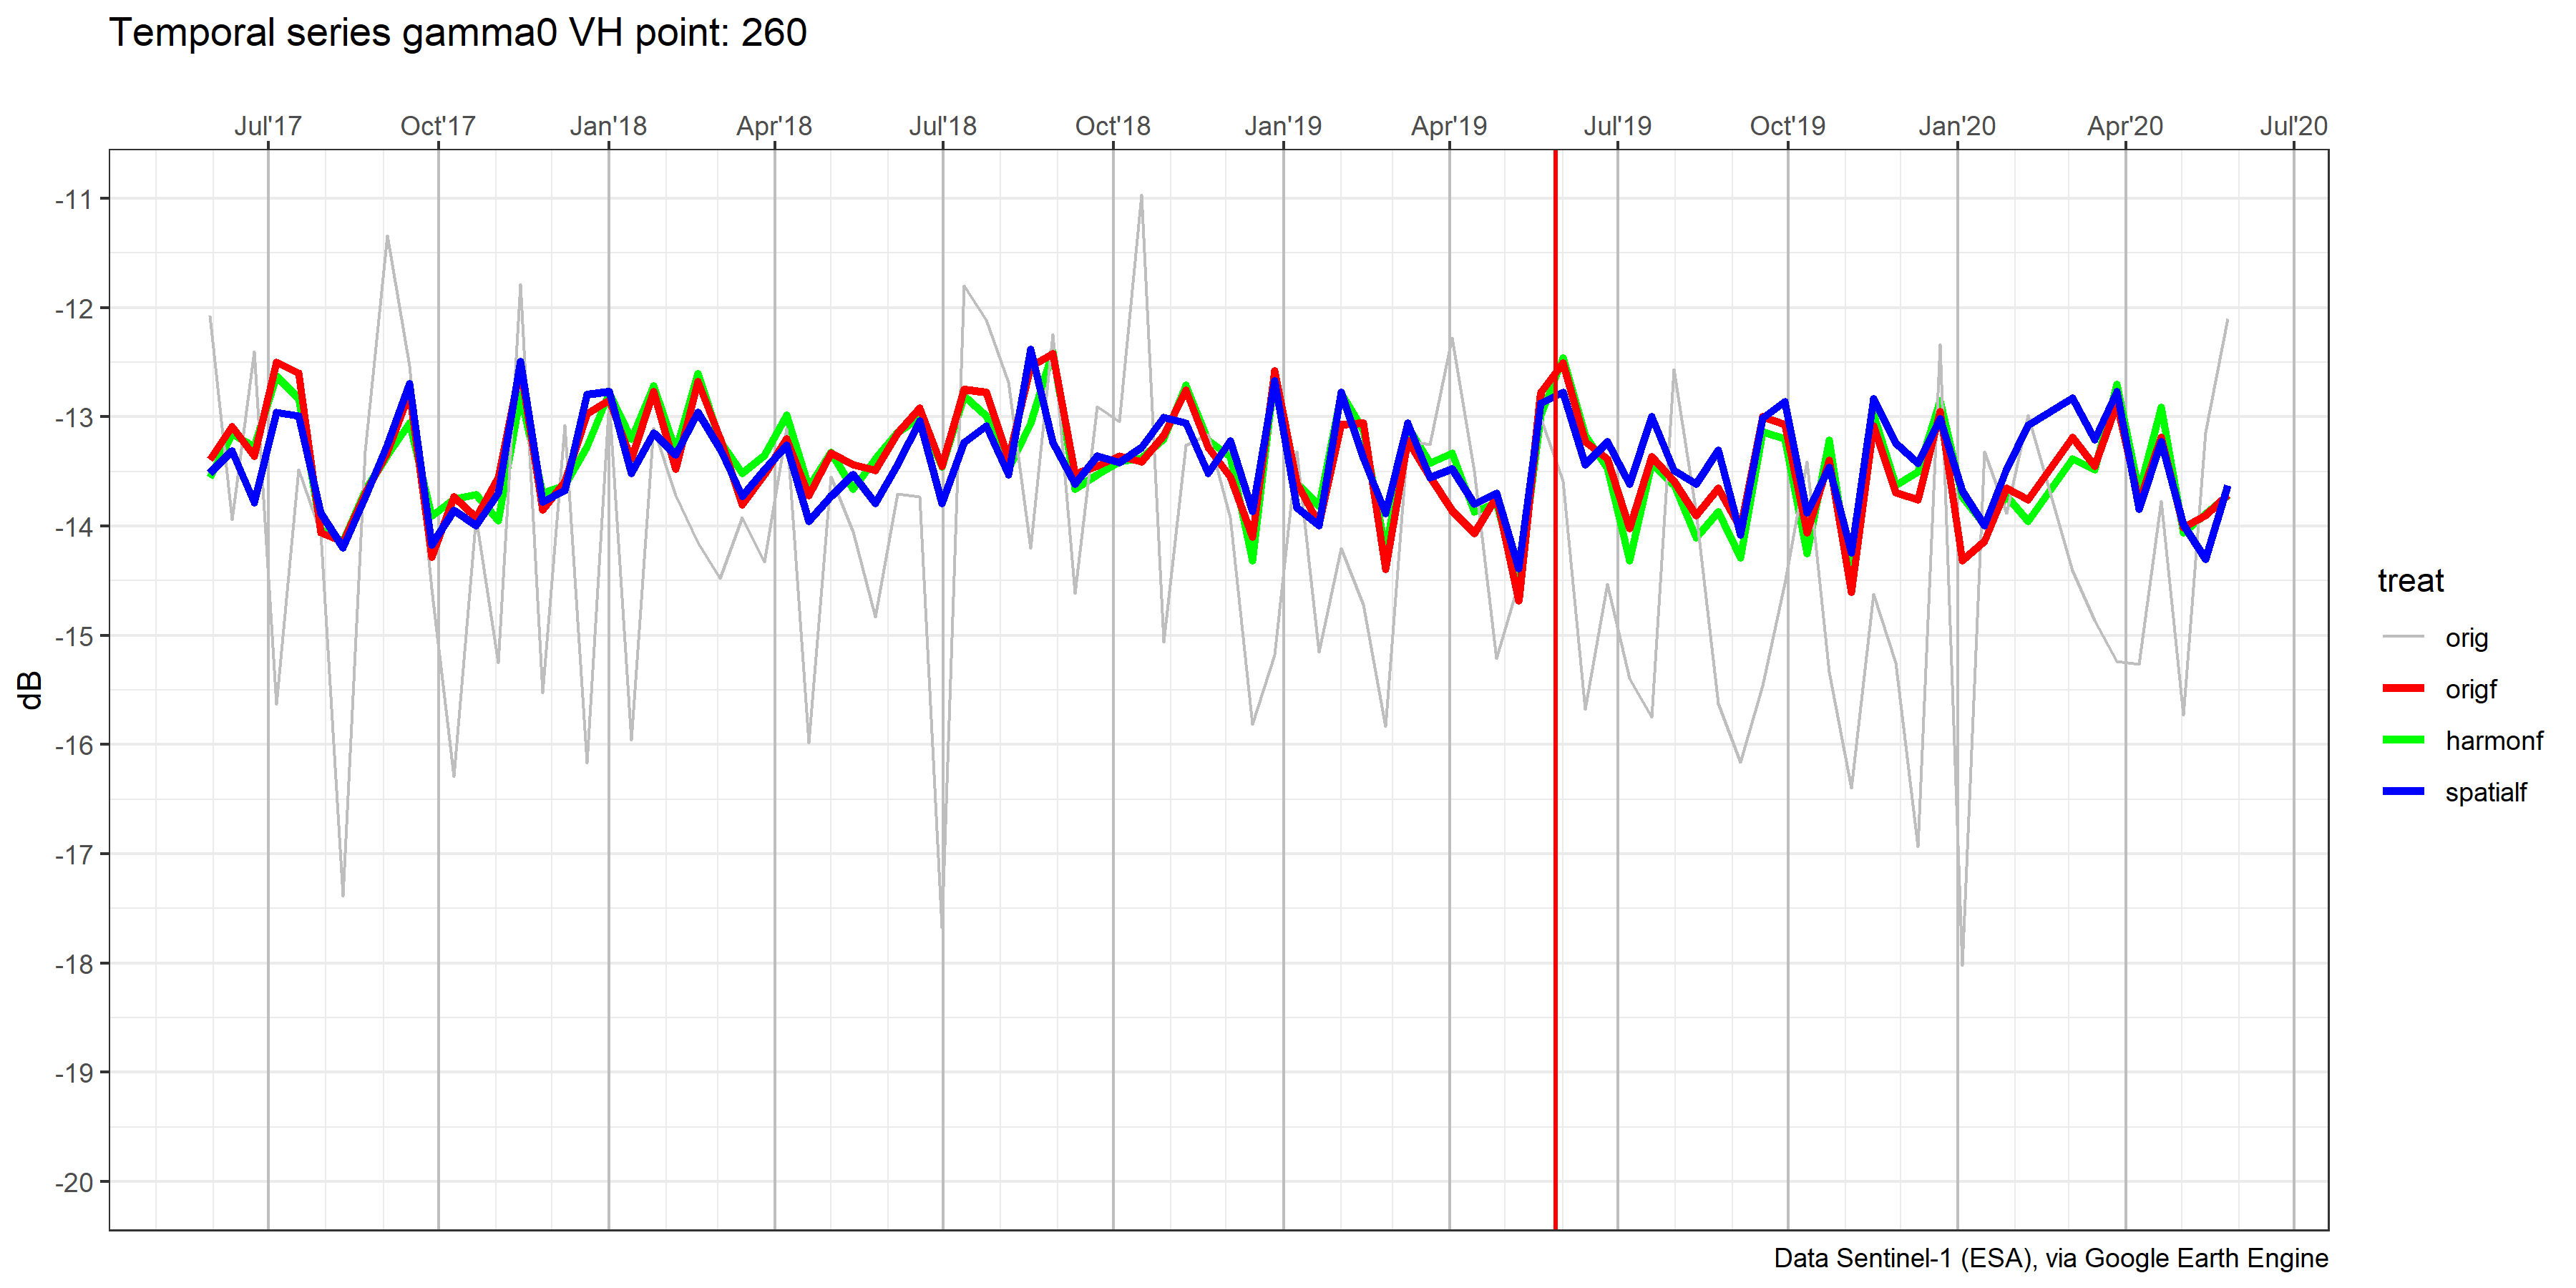 Temporal series gamma0 VH point: 260
Jul'17 Oct'17 Jan'18 Apr'18 Jul'18 Oct'18 Jan'19 Apr'19 Jul'19 Oct'19 Jan'20 Apr'20 Jul'20
-11
-12
-13
-14
-15
-16
-17
-18
-19
-20
dB
treat
orig
origf
harmonf
spatialf
Data Sentinel-1 (ESA), via Google Earth Engine